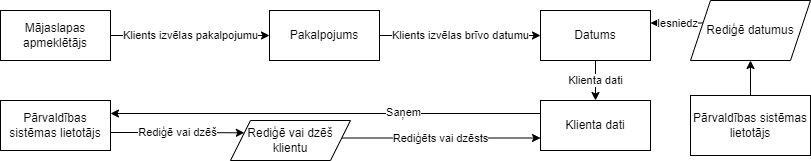 Mājaslapas
apmeklētājs
Klients izvēlas pakalpojumu
Pakalpojums
Klients izvēlas brīvo datumu
Datums
Iesniedz
Rediģē datumus
Klienta dati
Pārvaldības
sistēmas lietotājs
Saņem
Rediģē vai dzēš
Rediģē vai dzēš
klientu
Rediģēts vai dzēsts
Klienta dati
Pārvaldības sistēmas
lietotājs